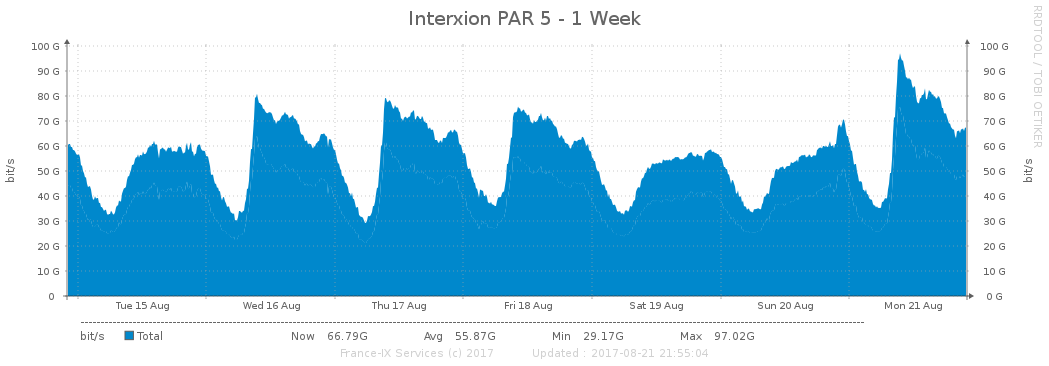 Interxion PAR 5 - 1 Week
RRDTOOL / TOBI OETIKER
bit/s
100 G
90 G
80 G
70 G
60 G
50 G
40 G
30 G
20 G
10 G
0
100 G
90 G
80 G
70 G
60 G
50 G
40 G
30 G
20 G
10 G
0 G
bit/s
Tue 15 Aug Wed 16 Aug Thu 17 Aug Fri 18 Aug Sat 19 Aug Sun 20 Aug Mon 21 Aug
bit/s Total Now 66.79G Avg 55.87G Min 29.17G Max 97.02G
France-IX Services (c) 2017 Updated : 2017-08-21 21:55:04